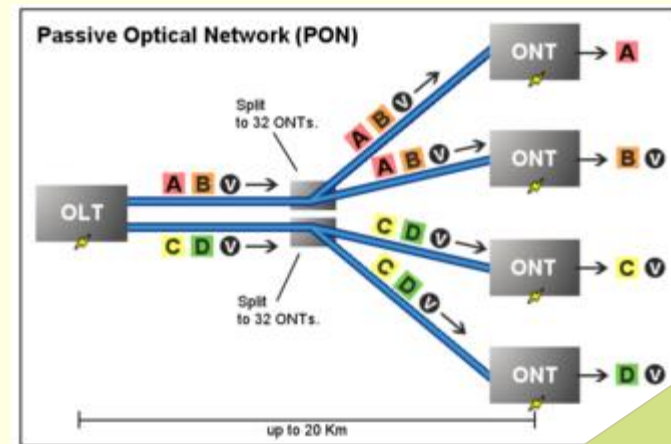 Passive Optical Network (PON)
Split
to 32 ONTs.
A B V
A B V
A B V
OLT
C D V
C D V
C D V
Split
to 32 ONTs.
ONT
A
ONT
B V
ONT
C V
ONT
D V
up to 20 Km